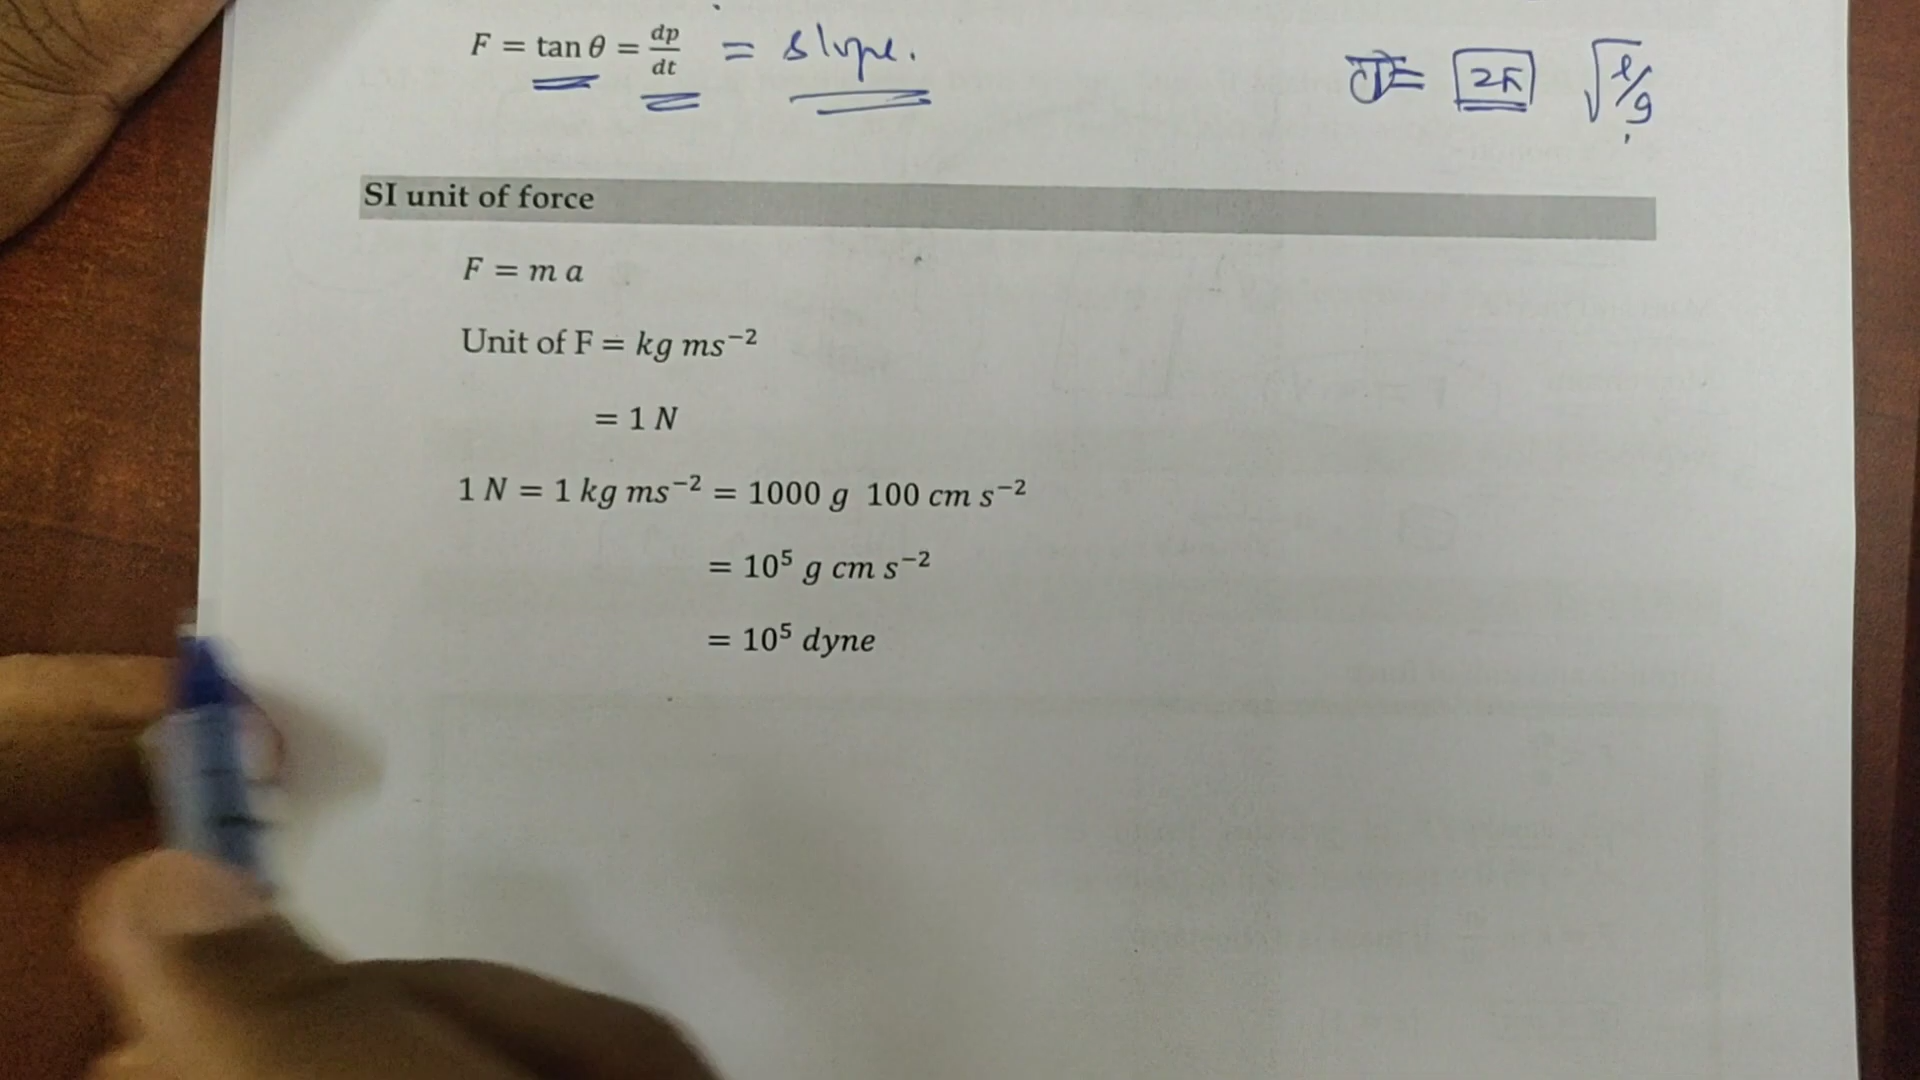 F = tan θ = dp/dt = slope.
T = 2π √l/g
SI unit of force
F = m a
Unit of F = kg ms⁻²
= 1 N
1 N = 1 kg ms⁻² = 1000 g 100 cm s⁻²
= 10⁵ g cm s⁻²
= 10⁵ dyne